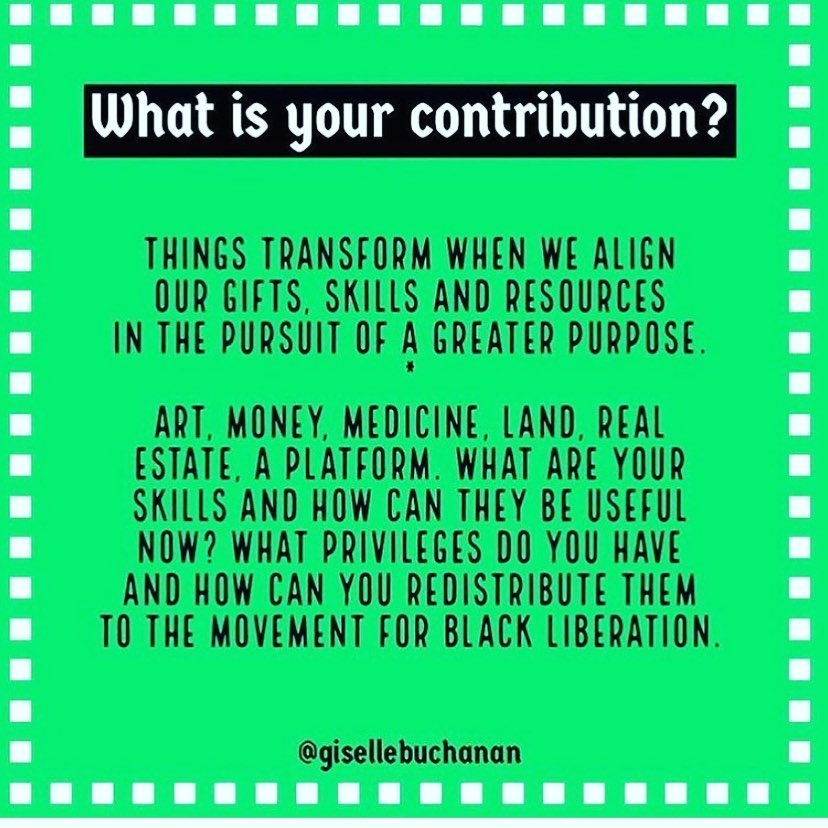 What is your contribution?
THINGS TRANSFORM WHEN WE ALIGN
OUR GIFTS, SKILLS AND RESOURCES
IN THE PURSUIT OF A GREATER PURPOSE.
*
ART, MONEY, MEDICINE, LAND, REAL
ESTATE, A PLATFORM. WHAT ARE YOUR
SKILLS AND HOW CAN THEY BE USEFUL
NOW? WHAT PRIVILEGES DO YOU HAVE
AND HOW CAN YOU REDISTRIBUTE THEM
TO THE MOVEMENT FOR BLACK LIBERATION.
@gisellebuchanan